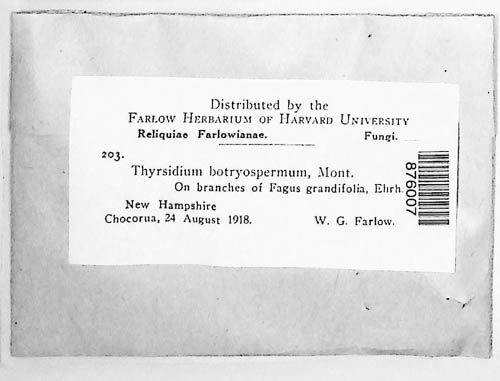 Distributed by the
FARLOW HERBARIUM OF HARVARD UNIVERSITY
Reliquiae Farlowianae. Fungi.
203.
Thyrsidium botryospermum, Mont.
On branches of Fagus grandifolia, Ehrh.
New Hampshire
Chocorua, 24 August 1918. W. G. Farlow.
876007